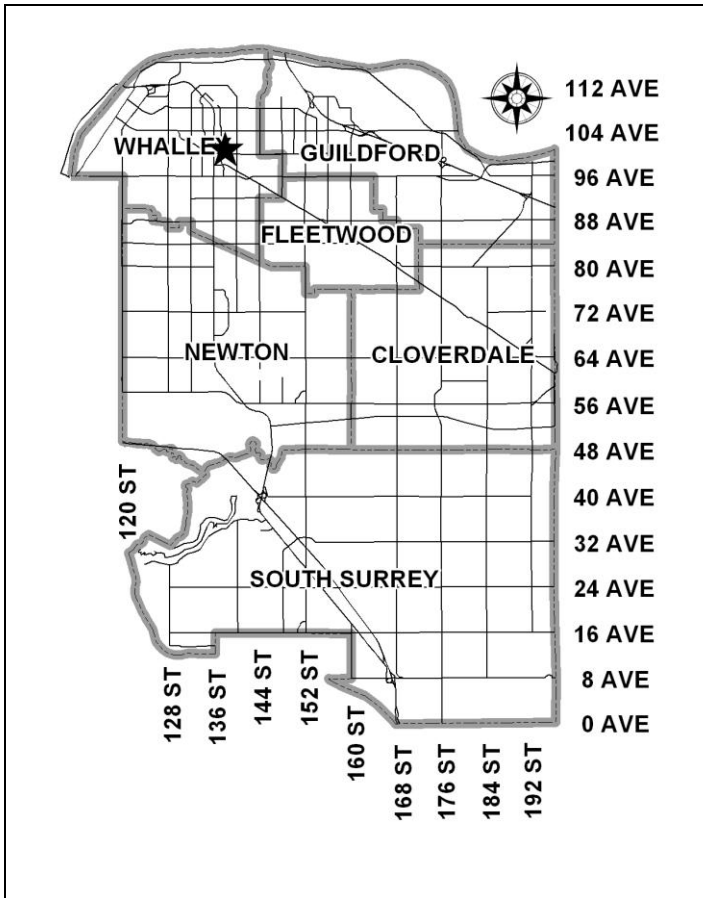 112 AVE
104 AVE
WHALLEY
GUILDFORD
96 AVE
88 AVE
FLEETWOOD
80 AVE
72 AVE
NEWTON
CLOVERDALE
64 AVE
56 AVE
48 AVE
120 ST
40 AVE
32 AVE
SOUTH SURREY
24 AVE
16 AVE
128 ST
136 ST
144 ST
152 ST
8 AVE
160 ST
0 AVE
168 ST
176 ST
184 ST
192 ST